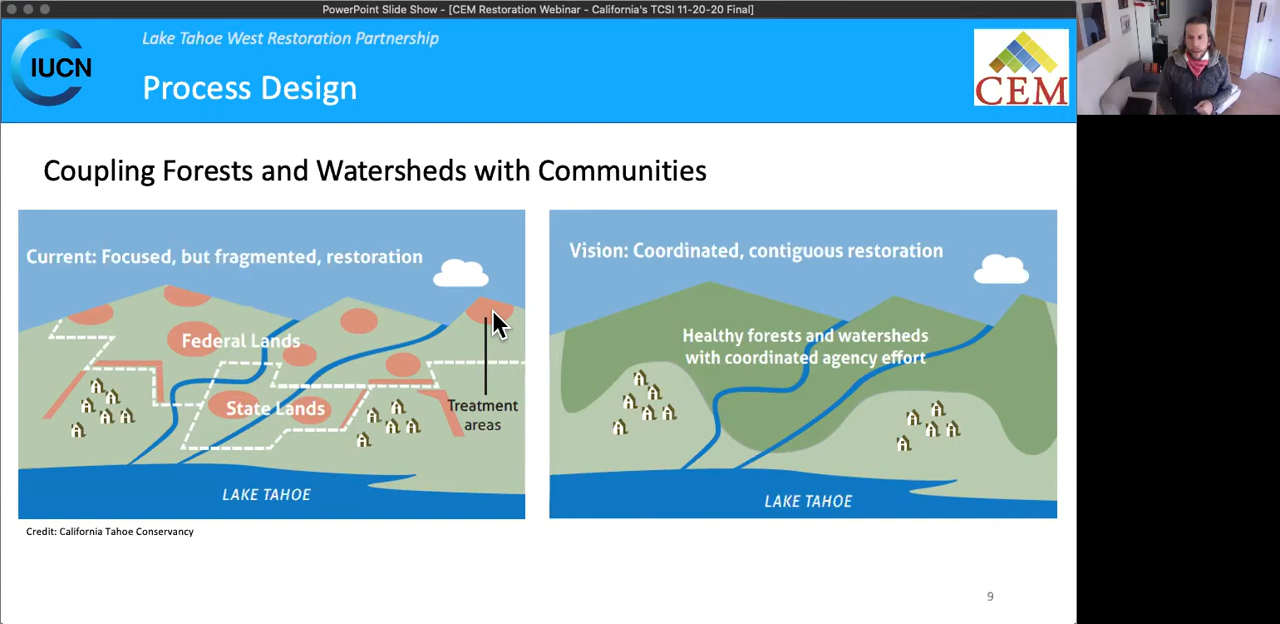 PowerPoint Slide Show - [CEM Restoration Webinar - California's TCSI 11-20-20 Final]
IUCN
Lake Tahoe West Restoration Partnership
Process Design
CEM
Coupling Forests and Watersheds with Communities
Current: Focused, but fragmented, restoration
Federal Lands
State Lands
Treatment
areas
LAKE TAHOE
Vision: Coordinated, contiguous restoration
Healthy forests and watersheds
with coordinated agency effort
LAKE TAHOE
Credit: California Tahoe Conservancy
9